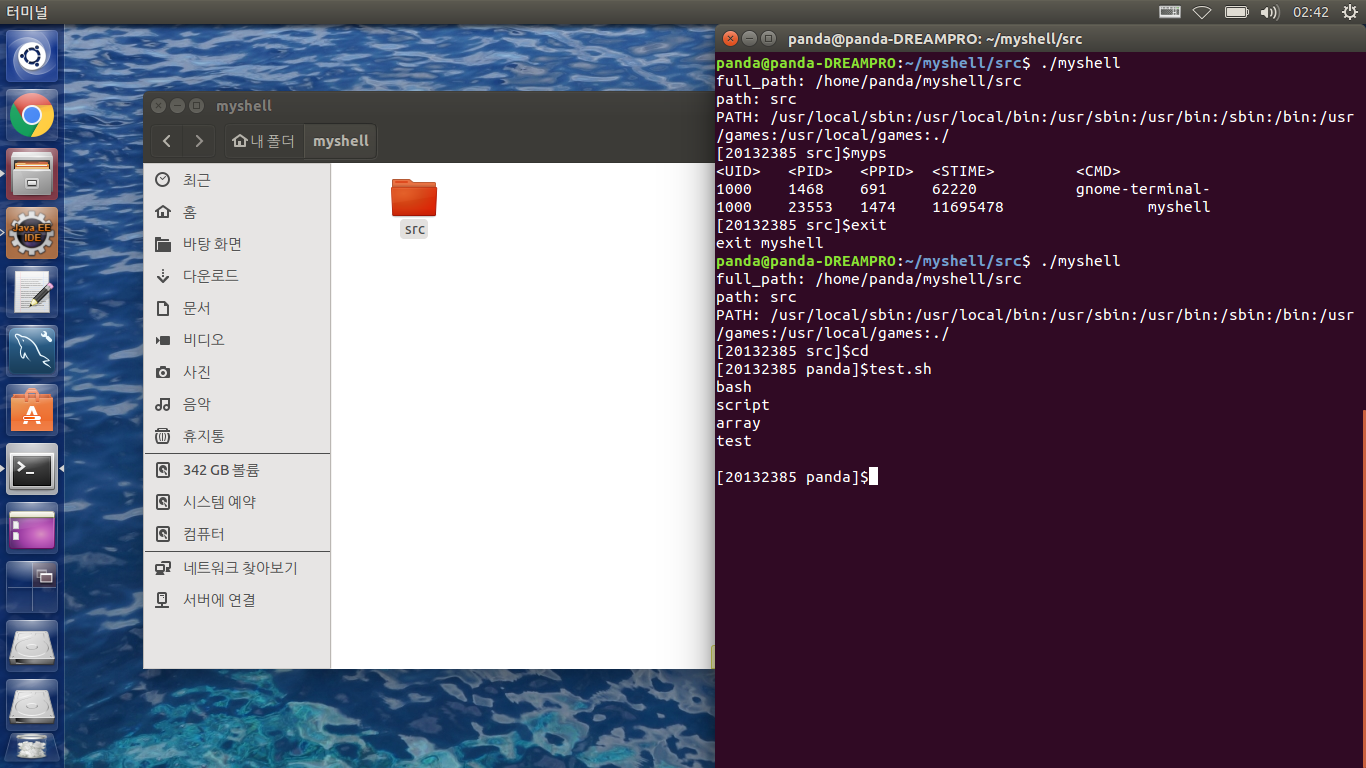 터미널
02:42
myshell
내 폴더
myshell
최근
홈
바탕 화면
다운로드
문서
비디오
사진
음악
휴지통
342 GB 볼륨
시스템 예약
컴퓨터
네트워크 찾아보기
서버에 연결
src
Java EE
IDE
panda@panda-DREAMPRO: ~/myshell/src
panda@panda-DREAMPRO:~/myshell/src$ ./myshell
full_path: /home/panda/myshell/src
path: src
PATH: /usr/local/sbin:/usr/local/bin:/usr/sbin:/usr/bin:/sbin:/bin:/usr
/games:/usr/local/games:./
[20132385 src]$myps
<UID> <PID> <PPID> <STIME> <CMD>
1000 1468 691 62220 gnome-terminal-
1000 23553 1474 11695478 myshell
[20132385 src]$exit
exit myshell
panda@panda-DREAMPRO:~/myshell/src$ ./myshell
full_path: /home/panda/myshell/src
path: src
PATH: /usr/local/sbin:/usr/local/bin:/usr/sbin:/usr/bin:/sbin:/bin:/usr
/games:/usr/local/games:./
[20132385 src]$cd
[20132385 panda]$test.sh
bash
script
array
test
[20132385 panda]$